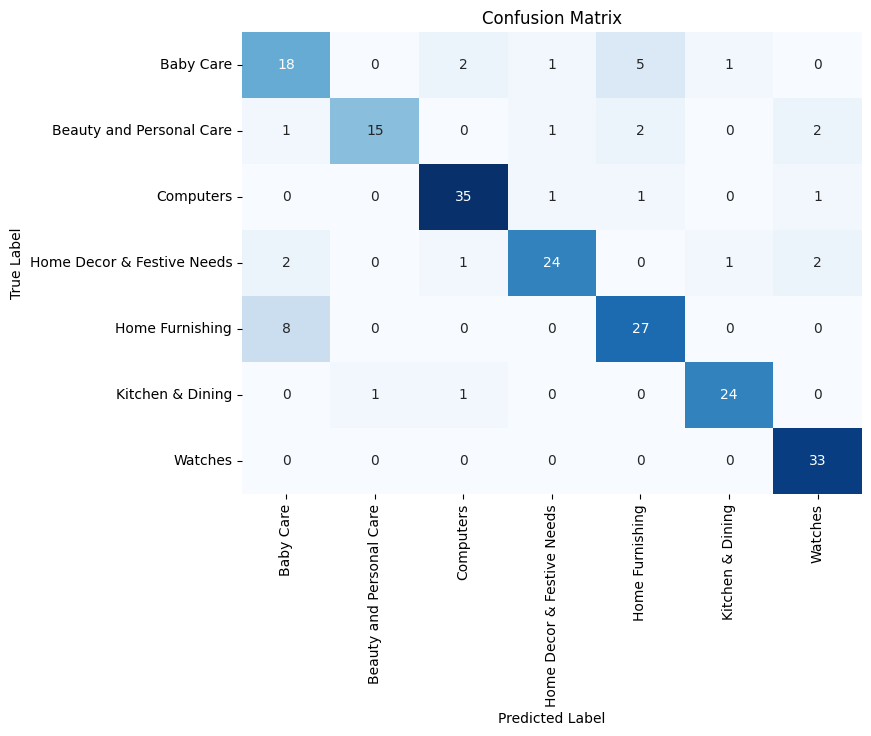 Confusion Matrix
Baby Care 18 0 2 1 5 1 0
Beauty and Personal Care 1 15 0 1 2 0 2
Computers 0 0 35 1 1 0 1
Home Decor & Festive Needs 2 0 1 24 0 1 2
Home Furnishing 8 0 0 0 27 0 0
Kitchen & Dining 0 1 1 0 0 24 0
Watches 0 0 0 0 0 0 33
True Label
Baby Care
Beauty and Personal Care
Computers
Home Decor & Festive Needs
Home Furnishing
Kitchen & Dining
Watches
Predicted Label